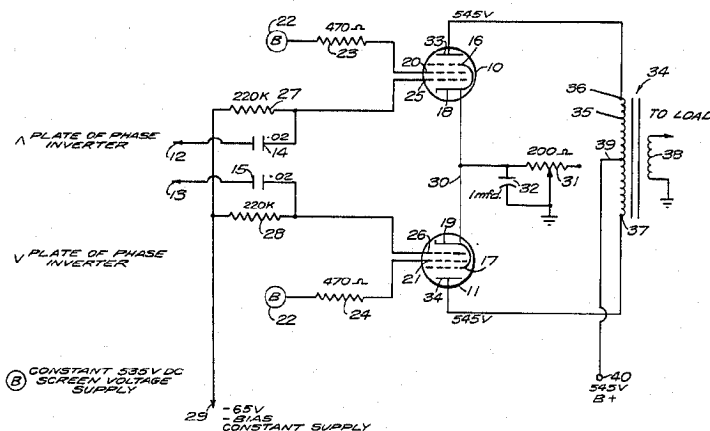 545V
22
B
470Ω
23
33
16
20
10
25
18
36
34
35
TO LOAD
220K
27
Λ PLATE OF PHASE
INVERTER
.02
12
14
200Ω
39
38
15
.02
30
32
31
1mfd.
13
220K
28
37
19
V PLATE OF PHASE
INVERTER
26
21
17
470Ω
34
11
B
22
24
545V
B CONSTANT 535V DC
SCREEN VOLTAGE
SUPPLY
40
545V
B+
29
-65V
-BIAS
CONSTANT SUPPLY